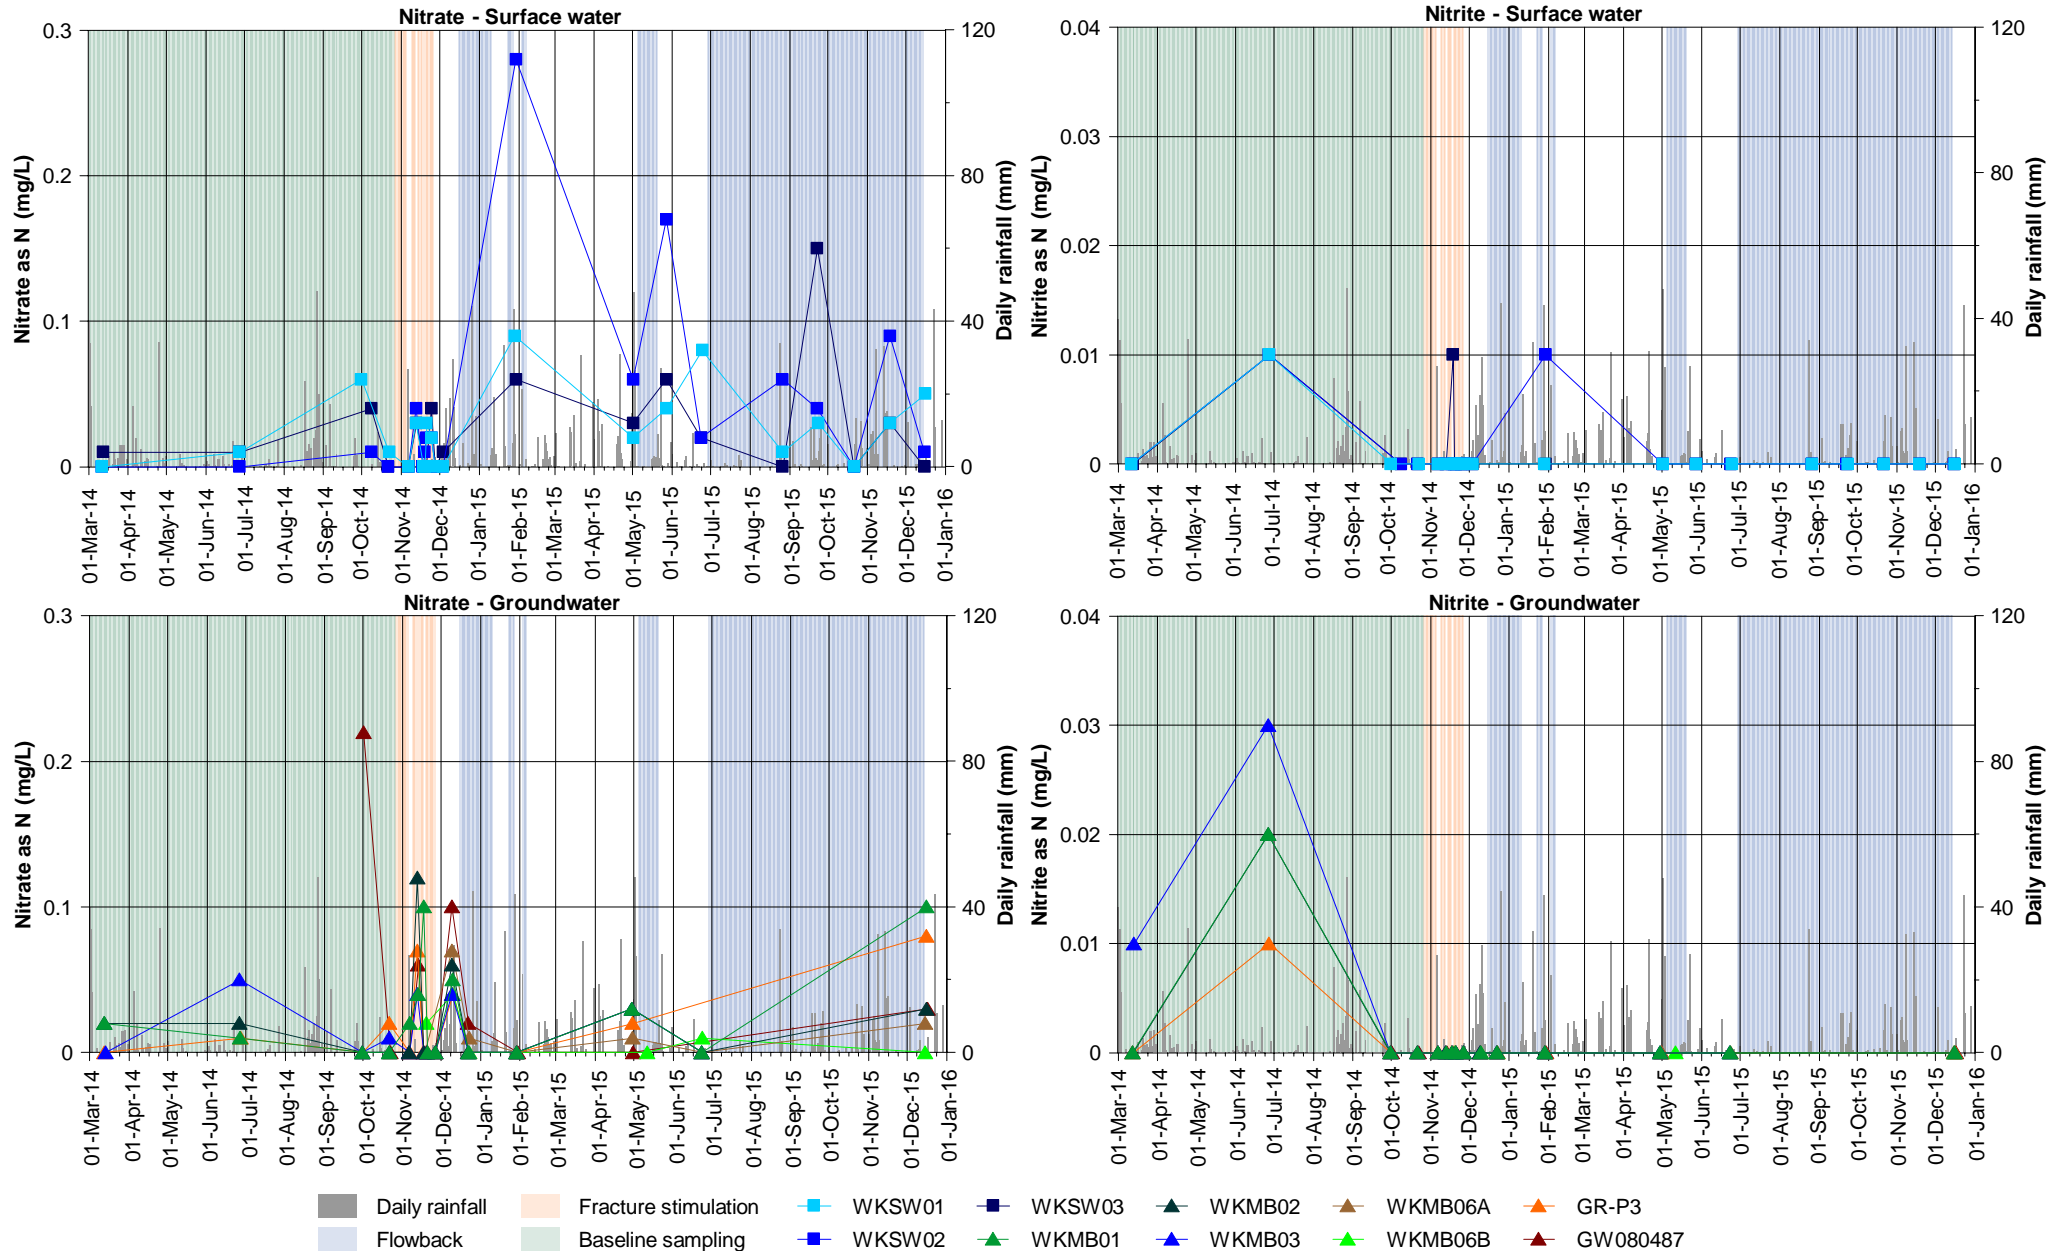 Nitrate - Surface water
Nitrate as N (mg/L)
0.3
0.2
0.1
0
120
80
40
0
Daily rainfall (mm)
01-Mar-14
01-Apr-14
01-May-14
01-Jun-14
01-Jul-14
01-Aug-14
01-Sep-14
01-Oct-14
01-Nov-14
01-Dec-14
01-Jan-15
01-Feb-15
01-Mar-15
01-Apr-15
01-May-15
01-Jun-15
01-Jul-15
01-Aug-15
01-Sep-15
01-Oct-15
01-Nov-15
01-Dec-15
01-Jan-16
Nitrite - Surface water
Nitrite as N (mg/L)
0.04
0.03
0.02
0.01
0
120
80
40
0
Daily rainfall (mm)
01-Mar-14
01-Apr-14
01-May-14
01-Jun-14
01-Jul-14
01-Aug-14
01-Sep-14
01-Oct-14
01-Nov-14
01-Dec-14
01-Jan-15
01-Feb-15
01-Mar-15
01-Apr-15
01-May-15
01-Jun-15
01-Jul-15
01-Aug-15
01-Sep-15
01-Oct-15
01-Nov-15
01-Dec-15
01-Jan-16
Nitrate - Groundwater
Nitrate as N (mg/L)
0.3
0.2
0.1
0
120
80
40
0
Daily rainfall (mm)
01-Mar-14
01-Apr-14
01-May-14
01-Jun-14
01-Jul-14
01-Aug-14
01-Sep-14
01-Oct-14
01-Nov-14
01-Dec-14
01-Jan-15
01-Feb-15
01-Mar-15
01-Apr-15
01-May-15
01-Jun-15
01-Jul-15
01-Aug-15
01-Sep-15
01-Oct-15
01-Nov-15
01-Dec-15
01-Jan-16
Nitrite - Groundwater
Nitrite as N (mg/L)
0.04
0.03
0.02
0.01
0
120
80
40
0
Daily rainfall (mm)
01-Mar-14
01-Apr-14
01-May-14
01-Jun-14
01-Jul-14
01-Aug-14
01-Sep-14
01-Oct-14
01-Nov-14
01-Dec-14
01-Jan-15
01-Feb-15
01-Mar-15
01-Apr-15
01-May-15
01-Jun-15
01-Jul-15
01-Aug-15
01-Sep-15
01-Oct-15
01-Nov-15
01-Dec-15
01-Jan-16
Daily rainfall Fracture stimulation WKSW01 WKSW03 WKMB02 WKMB06A GR-P3
Flowback Baseline sampling WKSW02 WKMB01 WKMB03 WKMB06B GW080487